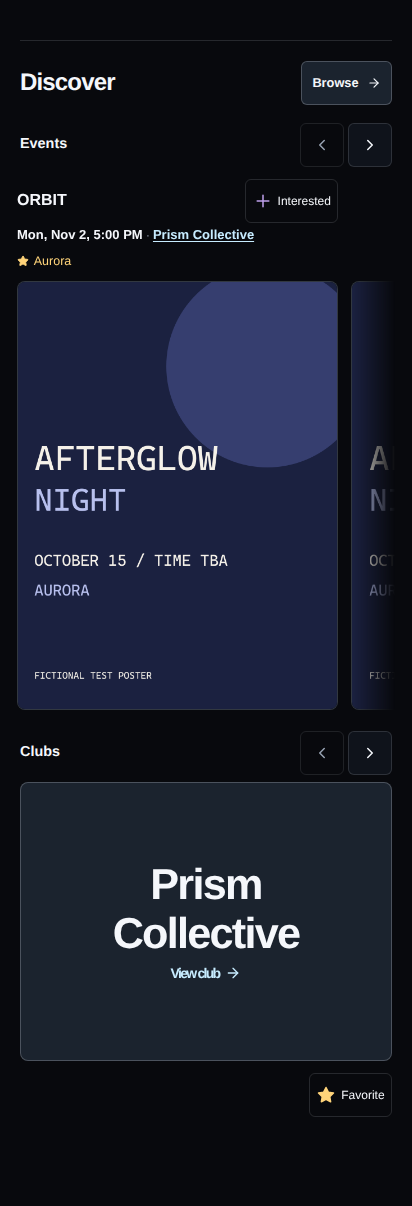 Discover
Browse
Events
ORBIT
Interested
Mon, Nov 2, 5:00 PM · Prism Collective
Aurora
AFTERGLOW
NIGHT
OCTOBER 15 / TIME TBA
AURORA
FICTIONAL TEST POSTER
Clubs
Prism
Collective
View club
Favorite